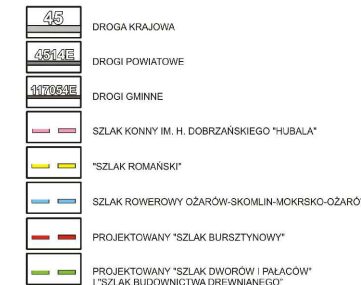 45
DROGA KRAJOWA
4514E
DROGI POWIATOWE
117054E
DROGI GMINNE
SZLAK KONNY IM. H. DOBRZAŃSKIEGO "HUBALA"
"SZLAK ROMAŃSKI"
SZLAK ROWEROWY OŻARÓW-SKOMLIN-MOKRSKO-OŻARÓ
PROJEKTOWANY "SZLAK BURSZTYNOWY"
PROJEKTOWANY "SZLAK DWORÓW I PAŁACÓW"
I "SZLAK BUDOWNICTWA DREWNIANEGO"